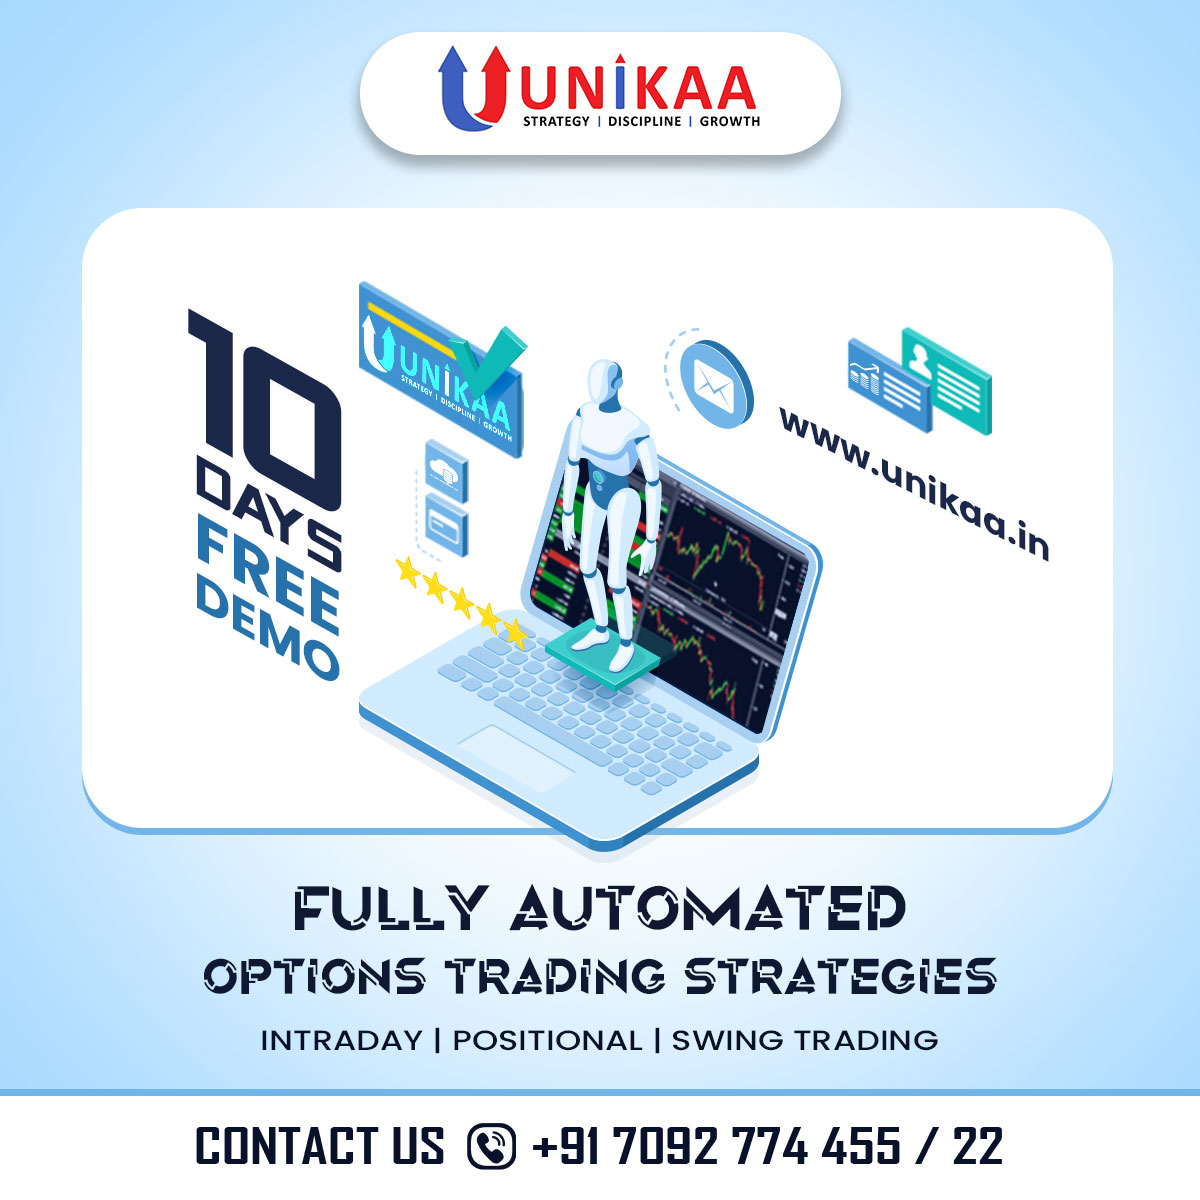 UNIKAA
STRATEGY | DISCIPLINE | GROWTH
10
DAYS
FREE
DEMO
UNIKAA
STRATEGY | DISCIPLINE | GROWTH
www.unikaa.in
FULLY AUTOMATED
OPTIONS TRADING STRATEGIES
INTRADAY | POSITIONAL | SWING TRADING
CONTACT US +91 7092 774 455 / 22